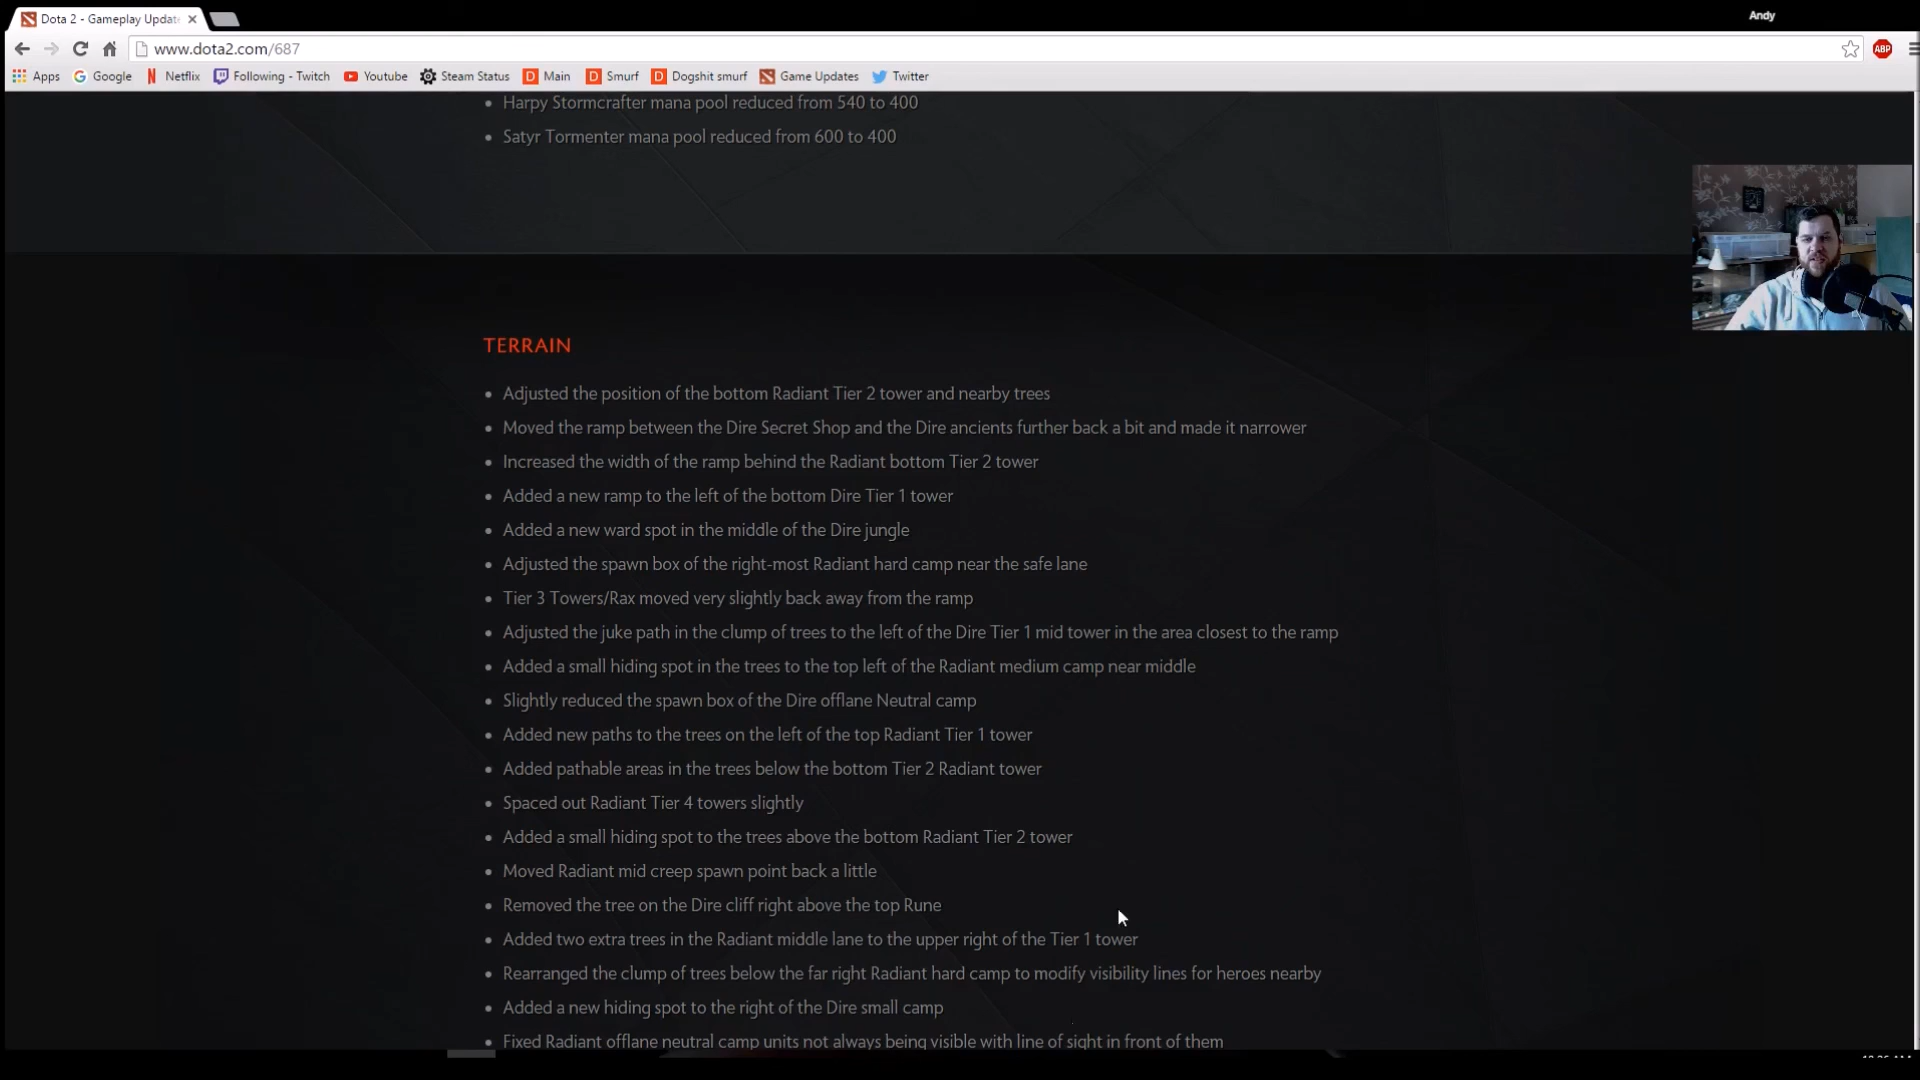 Dota 2 - Gameplay Updat
Andy
www.dota2.com/687
ABP
Apps Google Netflix Following - Twitch Youtube Steam Status D Main D Smurf D Dogshit smurf Game Updates Twitter
• Harpy Stormcrafter mana pool reduced from 540 to 400
• Satyr Tormenter mana pool reduced from 600 to 400
TERRAIN
• Adjusted the position of the bottom Radiant Tier 2 tower and nearby trees
• Moved the ramp between the Dire Secret Shop and the Dire ancients further back a bit and made it narrower
• Increased the width of the ramp behind the Radiant bottom Tier 2 tower
• Added a new ramp to the left of the bottom Dire Tier 1 tower
• Added a new ward spot in the middle of the Dire jungle
• Adjusted the spawn box of the right-most Radiant hard camp near the safe lane
• Tier 3 Towers/Rax moved very slightly back away from the ramp
• Adjusted the juke path in the clump of trees to the left of the Dire Tier 1 mid tower in the area closest to the ramp
• Added a small hiding spot in the trees to the top left of the Radiant medium camp near middle
• Slightly reduced the spawn box of the Dire offlane Neutral camp
• Added new paths to the trees on the left of the top Radiant Tier 1 tower
• Added pathable areas in the trees below the bottom Tier 2 Radiant tower
• Spaced out Radiant Tier 4 towers slightly
• Added a small hiding spot to the trees above the bottom Radiant Tier 2 tower
• Moved Radiant mid creep spawn point back a little
• Removed the tree on the Dire cliff right above the top Rune
• Added two extra trees in the Radiant middle lane to the upper right of the Tier 1 tower
• Rearranged the clump of trees below the far right Radiant hard camp to modify visibility lines for heroes nearby
• Added a new hiding spot to the right of the Dire small camp
• Fixed Radiant offlane neutral camp units not always being visible with line of sight in front of them